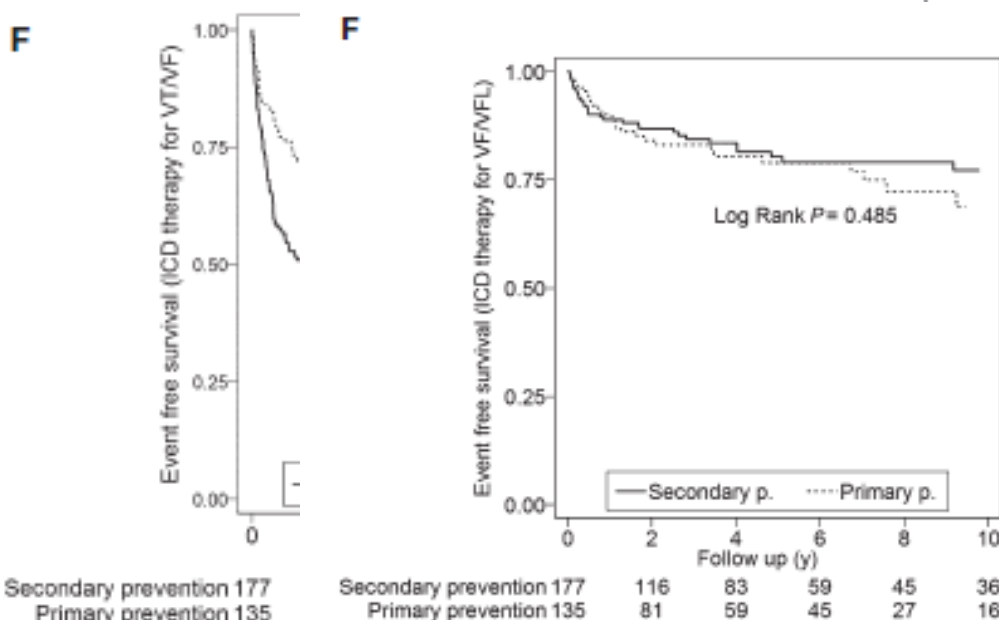 F
Event free survival (ICD therapy for VT/VF)
1.00
0.75
0.50
0.25
0.00
0
Secondary prevention 177
Primary prevention 135
F
Event free survival (ICD therapy for VF/VFL)
1.00
0.75
0.50
0.25
0.00
Log Rank P= 0.485
Secondary p. Primary p.
0 2 4 6 8 10
Follow up (y)
Secondary prevention 177 116 83 59 45 36
Primary prevention 135 81 59 45 27 16